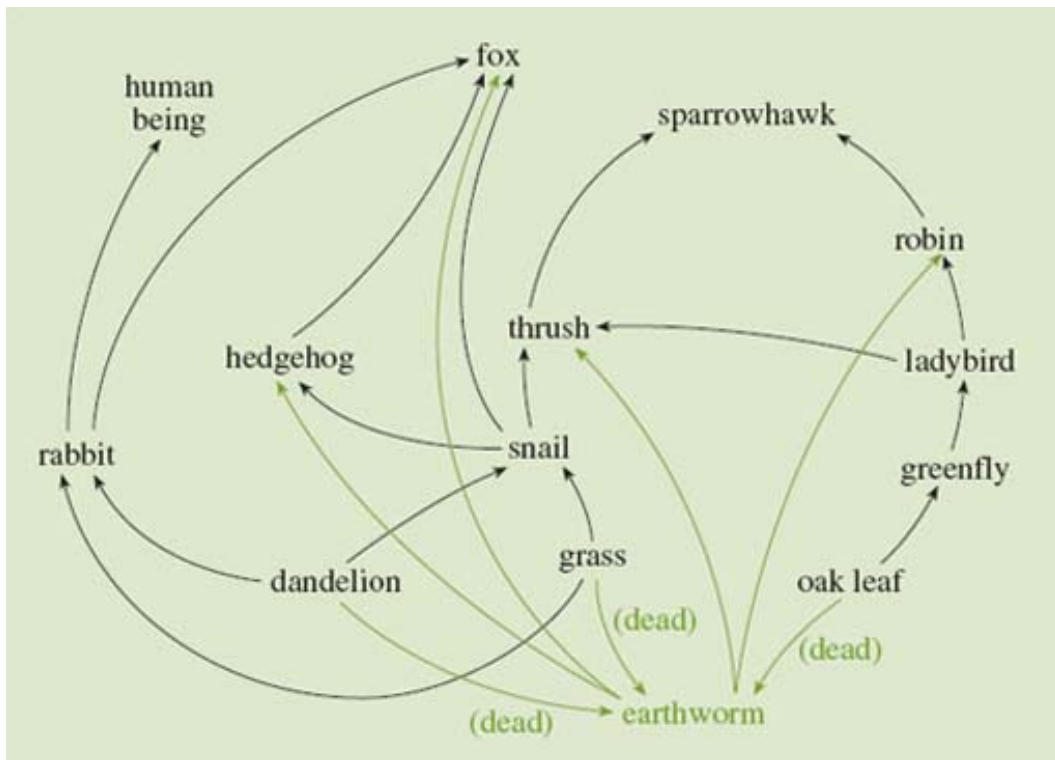 fox
human
being
sparrowhawk
robin
thrush
hedgehog
ladybird
rabbit
snail
greenfly
grass
dandelion
oak leaf
(dead)
(dead)
(dead)
earthworm